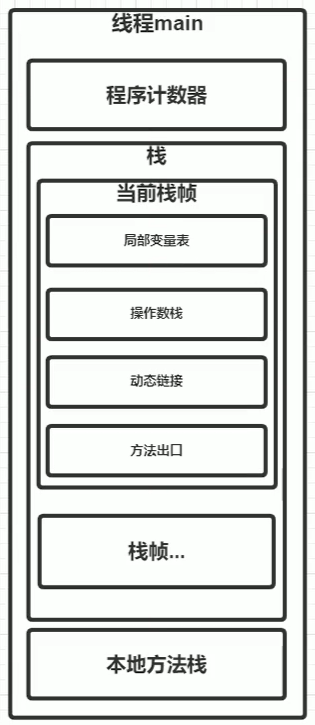 线程main
程序计数器
栈
当前栈帧
局部变量表
操作数栈
动态链接
方法出口
栈帧...
本地方法栈